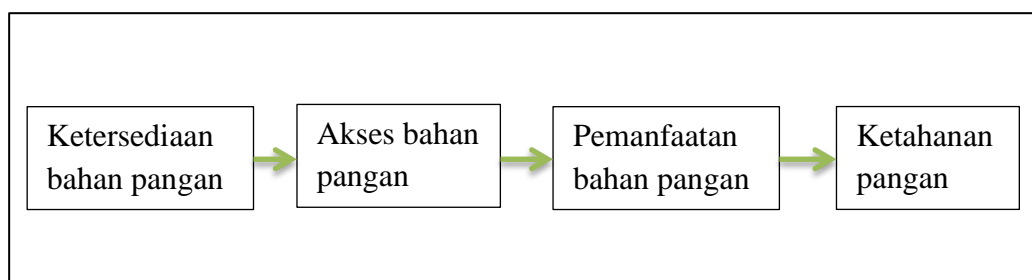 Ketersediaan
bahan pangan
Akses bahan
pangan
Pemanfaatan
bahan pangan
Ketahanan
pangan